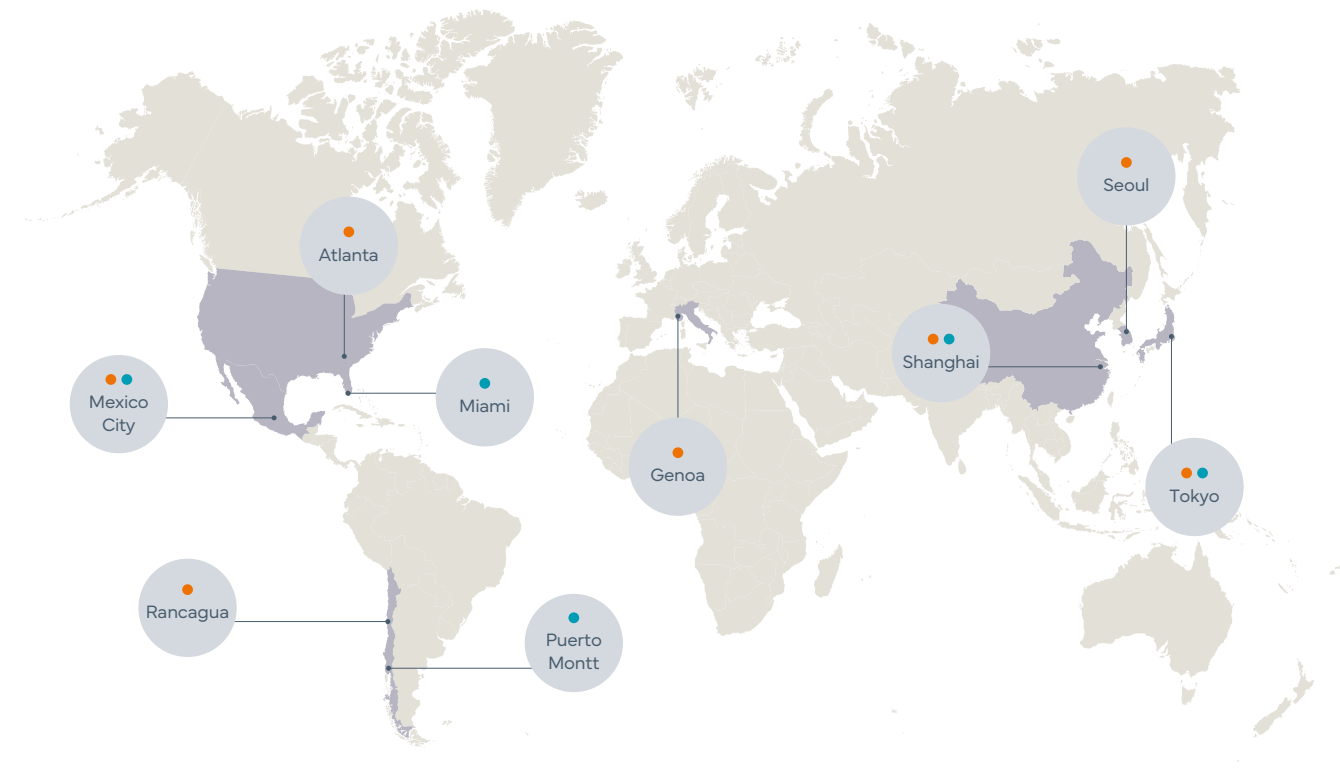 Seoul
Atlanta
Shanghai
Mexico
City
Miami
Genoa
Tokyo
Rancagua
Puerto
Montt